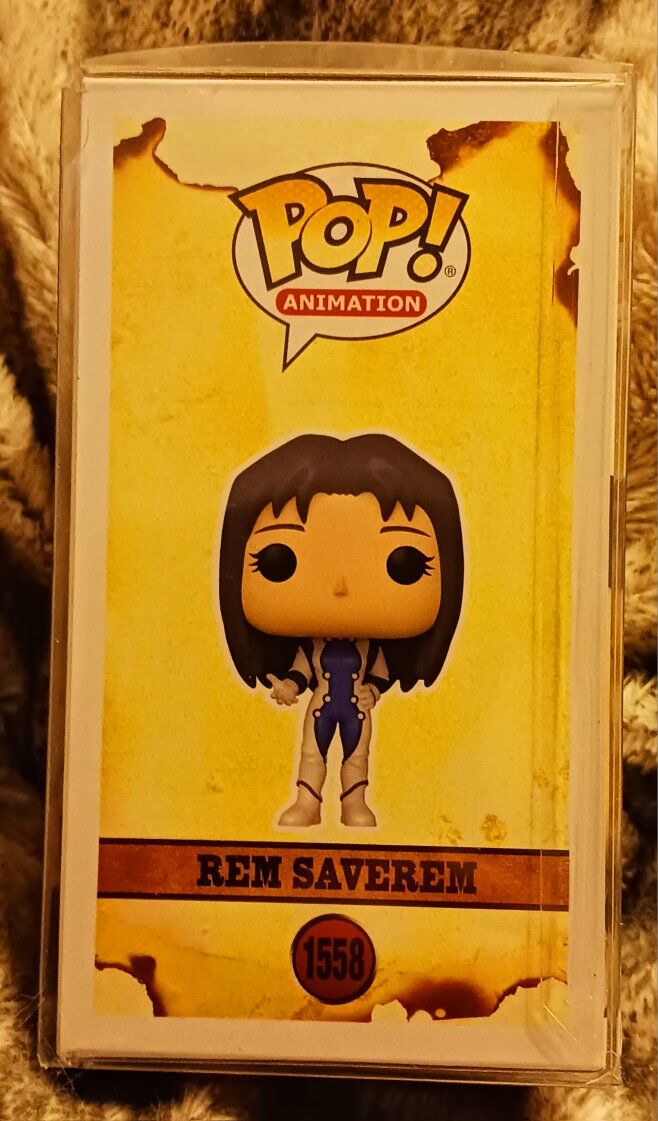 POP!®
ANIMATION
REM SAVEREM
1558